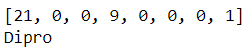 [21, 0, 0, 9, 0, 0, 0, 1]
Dipro